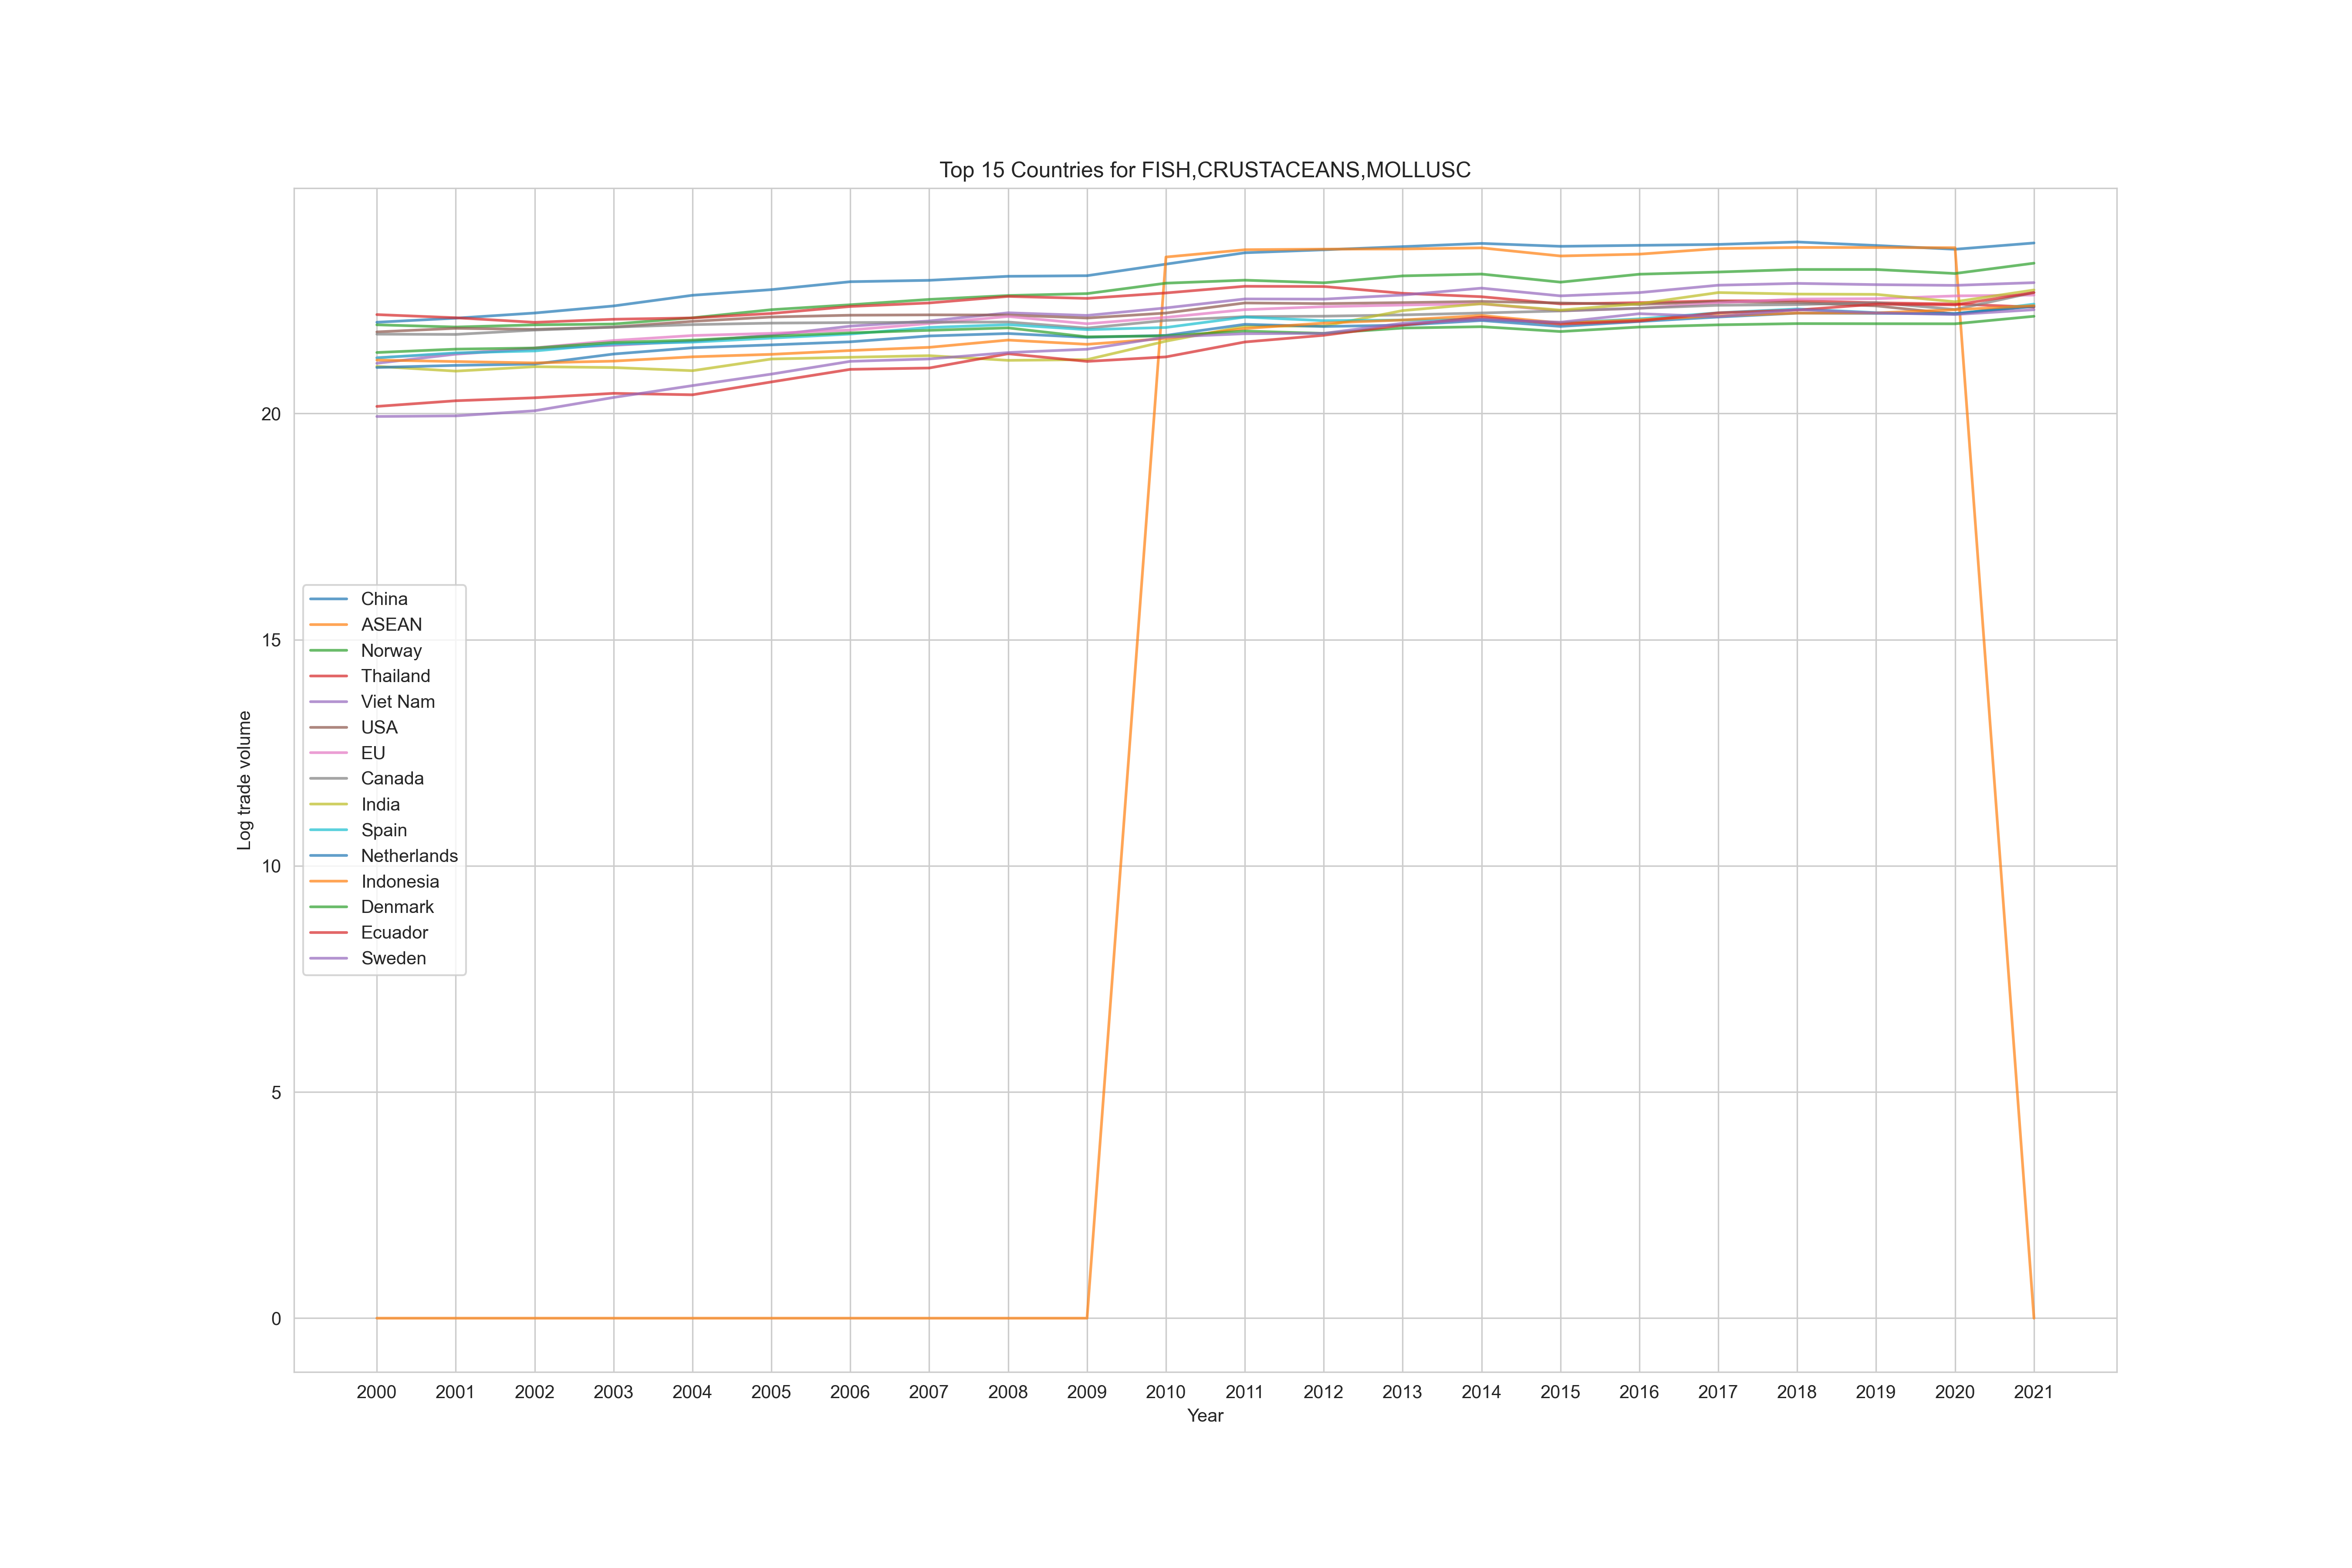 Top 15 Countries for FISH,CRUSTACEANS,MOLLUSC
Log trade volume
20
15
10
5
0
China
ASEAN
Norway
Thailand
Viet Nam
USA
EU
Canada
India
Spain
Netherlands
Indonesia
Denmark
Ecuador
Sweden
2000 2001 2002 2003 2004 2005 2006 2007 2008 2009 2010 2011 2012 2013 2014 2015 2016 2017 2018 2019 2020 2021
Year